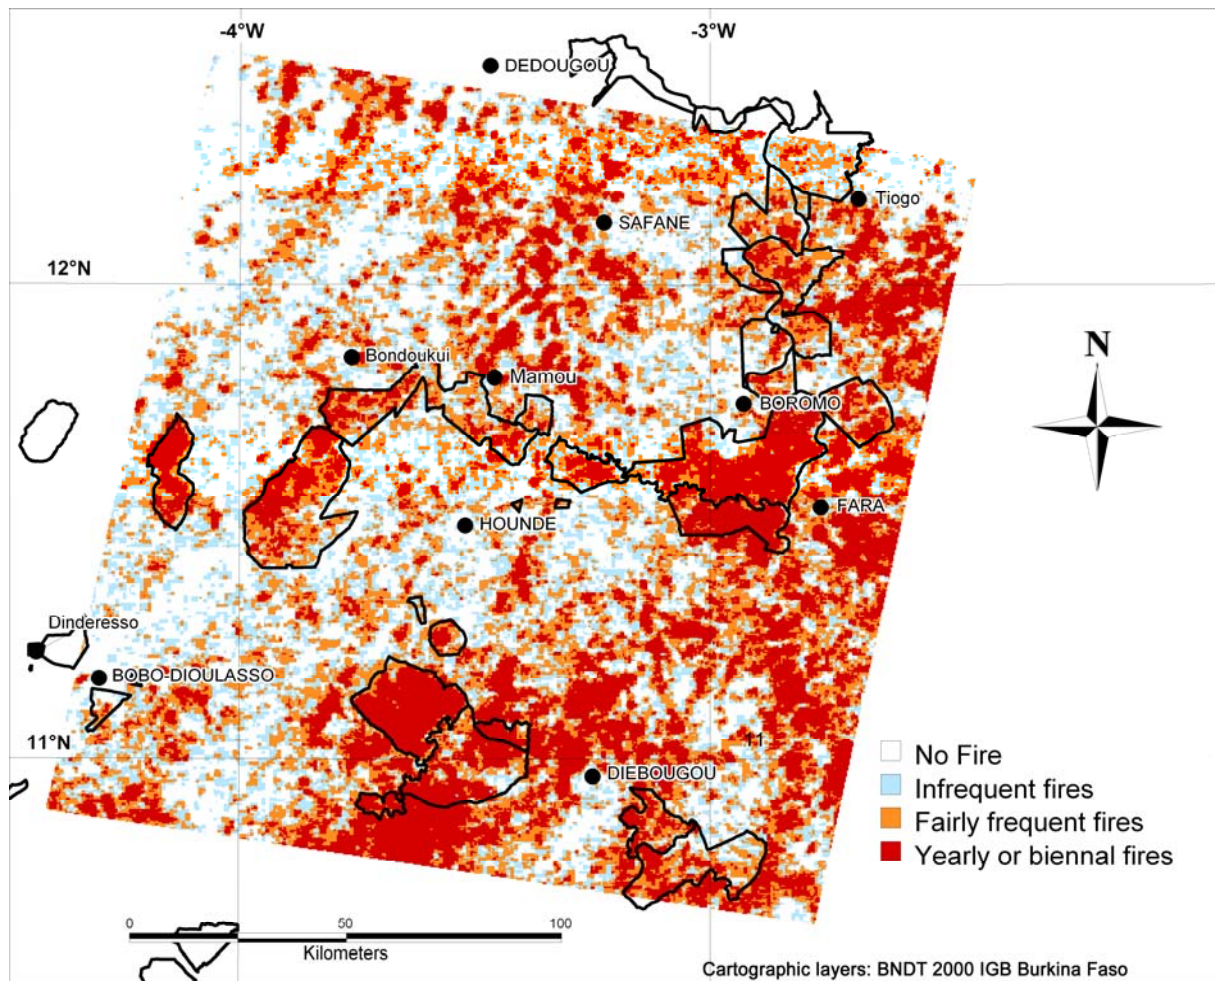 -4°W
-3°W
DEDOUGOU
Tiogo
SAFANE
12°N
N
Bondoukui
Mamou
BOROMO
FARA
HOUNDE
Dinderesso
BOBO-DIOULASSO
11°N
11
DIEBOUGOU
No Fire
Infrequent fires
Fairly frequent fires
Yearly or biennal fires
0 50 100
Kilometers
Cartographic layers: BNDT 2000 IGB Burkina Faso